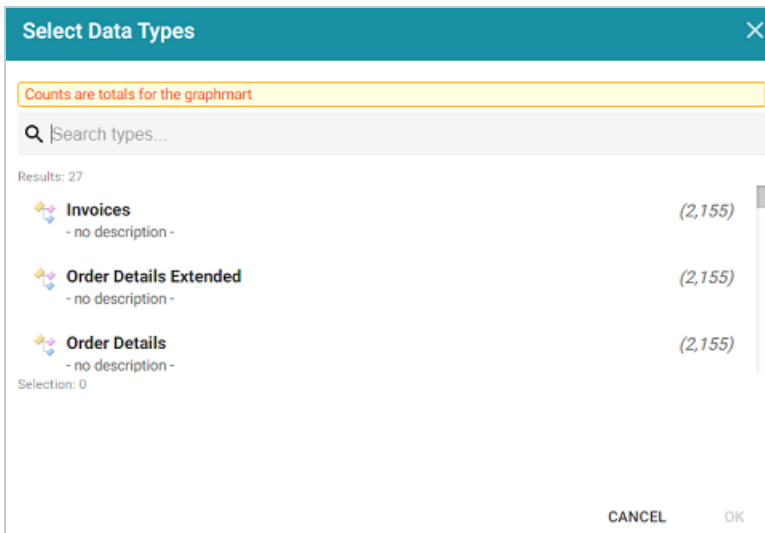 Select Data Types
Counts are totals for the graphmart
Search types...
Results: 27
Invoices (2,155)
- no description -
Order Details Extended (2,155)
- no description -
Order Details (2,155)
- no description -
Selection: 0
CANCEL OK